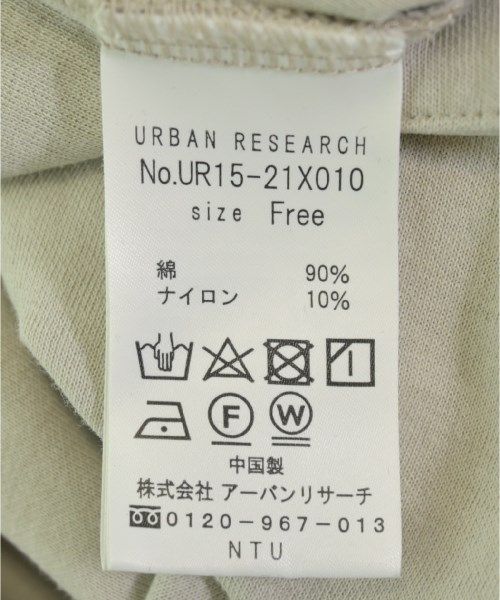 URBAN RESEARCH
No.UR15-21X010
size Free
綿 90%
ナイロン 10%
F W
中国製
株式会社 アーバンリサーチ
0120-967-013
NTU